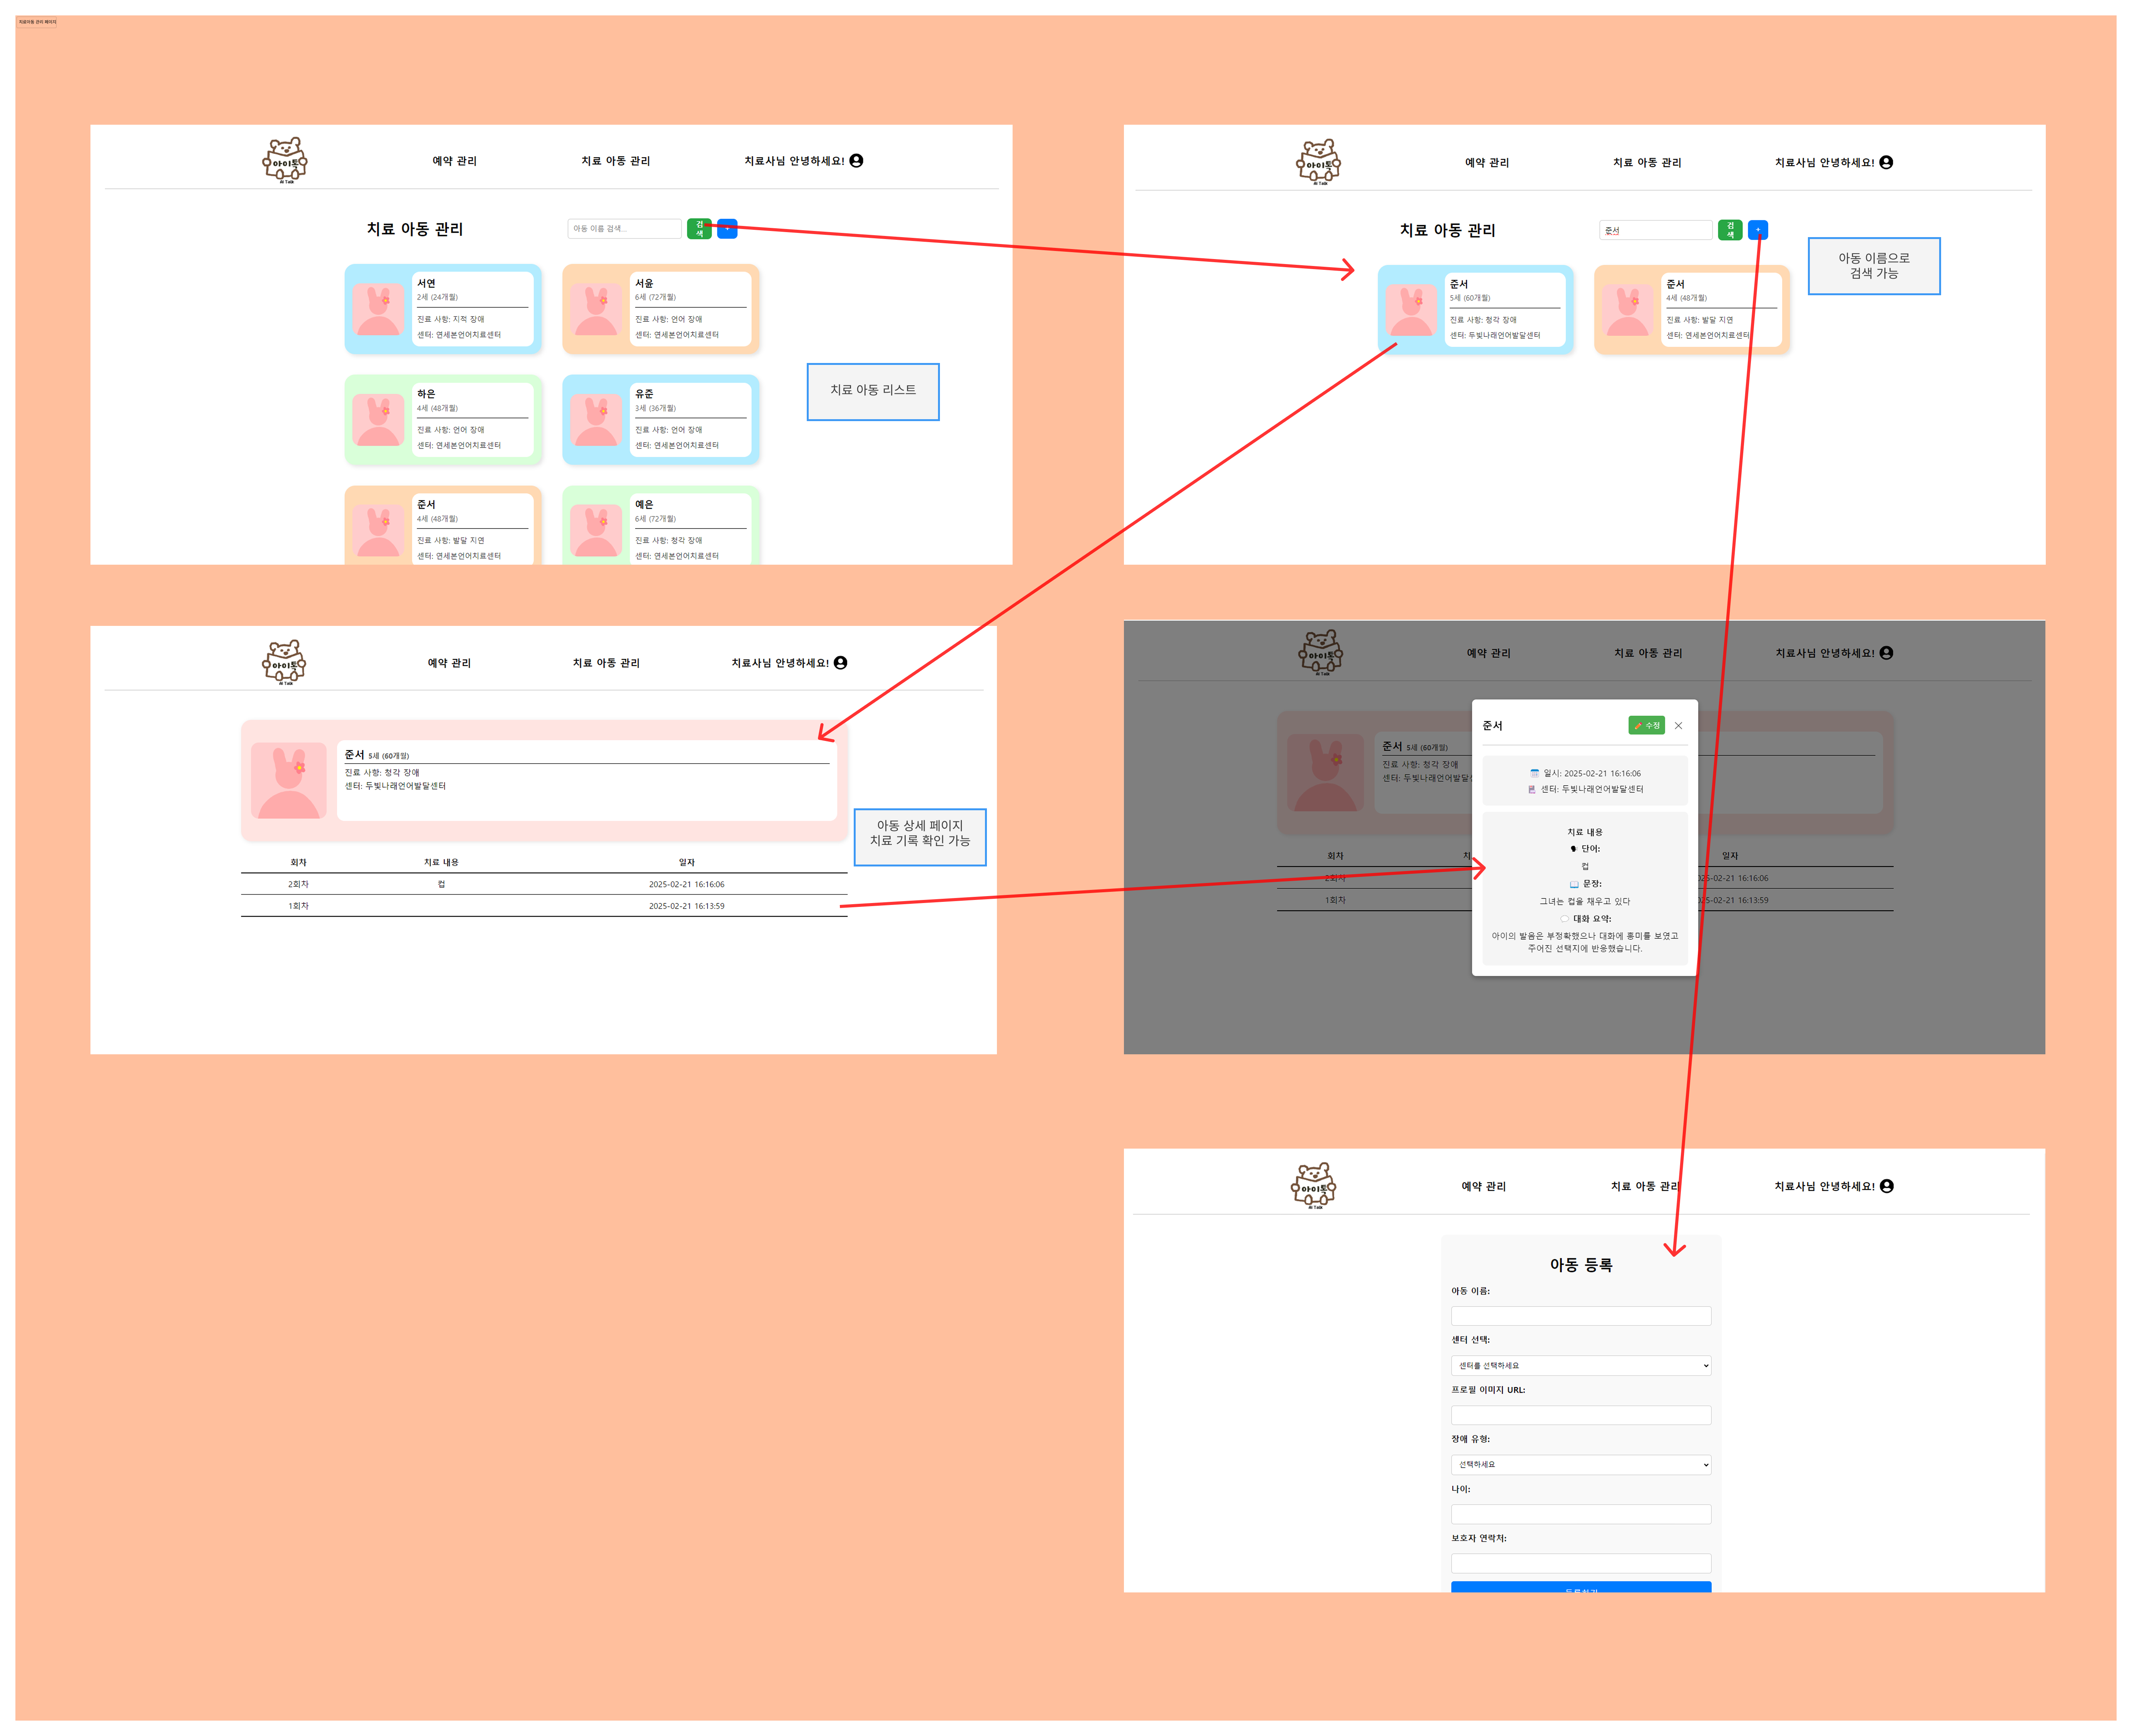 치료아동 관리 페이지
아이톡
AI Talk
예약 관리
치료 아동 관리
치료사님 안녕하세요!
치료 아동 관리
아동 이름 검색...
검
색
+
서연
2세 (24개월)
진료 사항: 지적 장애
센터: 연세본언어치료센터
서윤
6세 (72개월)
진료 사항: 언어 장애
센터: 연세본언어치료센터
하은
4세 (48개월)
진료 사항: 언어 장애
센터: 연세본언어치료센터
유준
3세 (36개월)
진료 사항: 언어 장애
센터: 연세본언어치료센터
준서
4세 (48개월)
진료 사항: 발달 지연
센터: 연세본언어치료센터
예은
6세 (72개월)
진료 사항: 청각 장애
센터: 연세본언어치료센터
치료 아동 리스트
아이톡
AI Talk
예약 관리
치료 아동 관리
치료사님 안녕하세요!
치료 아동 관리
준서
검
색
+
준서
5세 (60개월)
진료 사항: 청각 장애
센터: 두빛나래언어발달센터
준서
4세 (48개월)
진료 사항: 발달 지연
센터: 연세본언어치료센터
아동 이름으로
검색 가능
아이톡
AI Talk
예약 관리
치료 아동 관리
치료사님 안녕하세요!
준서 5세 (60개월)
진료 사항: 청각 장애
센터: 두빛나래언어발달센터
회차 치료 내용 일자
2회차 컵 2025-02-21 16:16:06
1회차 2025-02-21 16:13:59
아동 상세 페이지
치료 기록 확인 가능
아이톡
AI Talk
예약 관리
치료 아동 관리
치료사님 안녕하세요!
준서 5세 (60개월)
진료 사항: 청각 장애
센터: 두빛나래언어발달
회차 치 일자
2회차 025-02-21 16:16:06
1회차 025-02-21 16:13:59
준서
수정
일시: 2025-02-21 16:16:06
센터: 두빛나래언어발달센터
치료 내용
단어:
컵
문장:
그녀는 컵을 채우고 있다
대화 요약:
아이의 발음은 부정확했으나 대화에 흥미를 보였고
주어진 선택지에 반응했습니다.
아이톡
AI Talk
예약 관리
치료 아동 관리
치료사님 안녕하세요!
아동 등록
아동 이름:
센터 선택:
센터를 선택하세요
프로필 이미지 URL:
장애 유형:
선택하세요
나이:
보호자 연락처:
등록하기